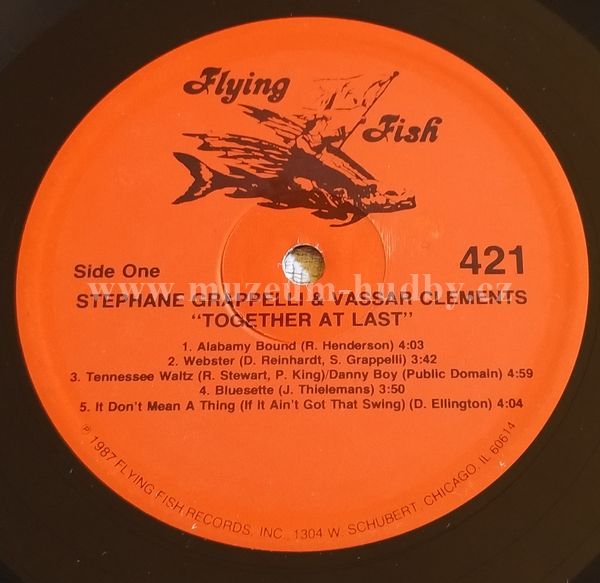 Flying
Fish
Side One
421
www.muzeum-hudby.cz
STEPHANE GRAPPELLI & VASSAR CLEMENTS
"TOGETHER AT LAST"
1. Alabamy Bound (R. Henderson) 4:03
2. Webster (D. Reinhardt, S. Grappelli) 3:42
3. Tennessee Waltz (R. Stewart, P. King)/Danny Boy (Public Domain) 4:59
4. Bluesette (J. Thielemans) 3:50
5. It Don't Mean A Thing (If It Ain't Got That Swing) (D. Ellington) 4:04
℗ 1987 FLYING FISH RECORDS, INC., 1304 W. SCHUBERT, CHICAGO, IL 60614